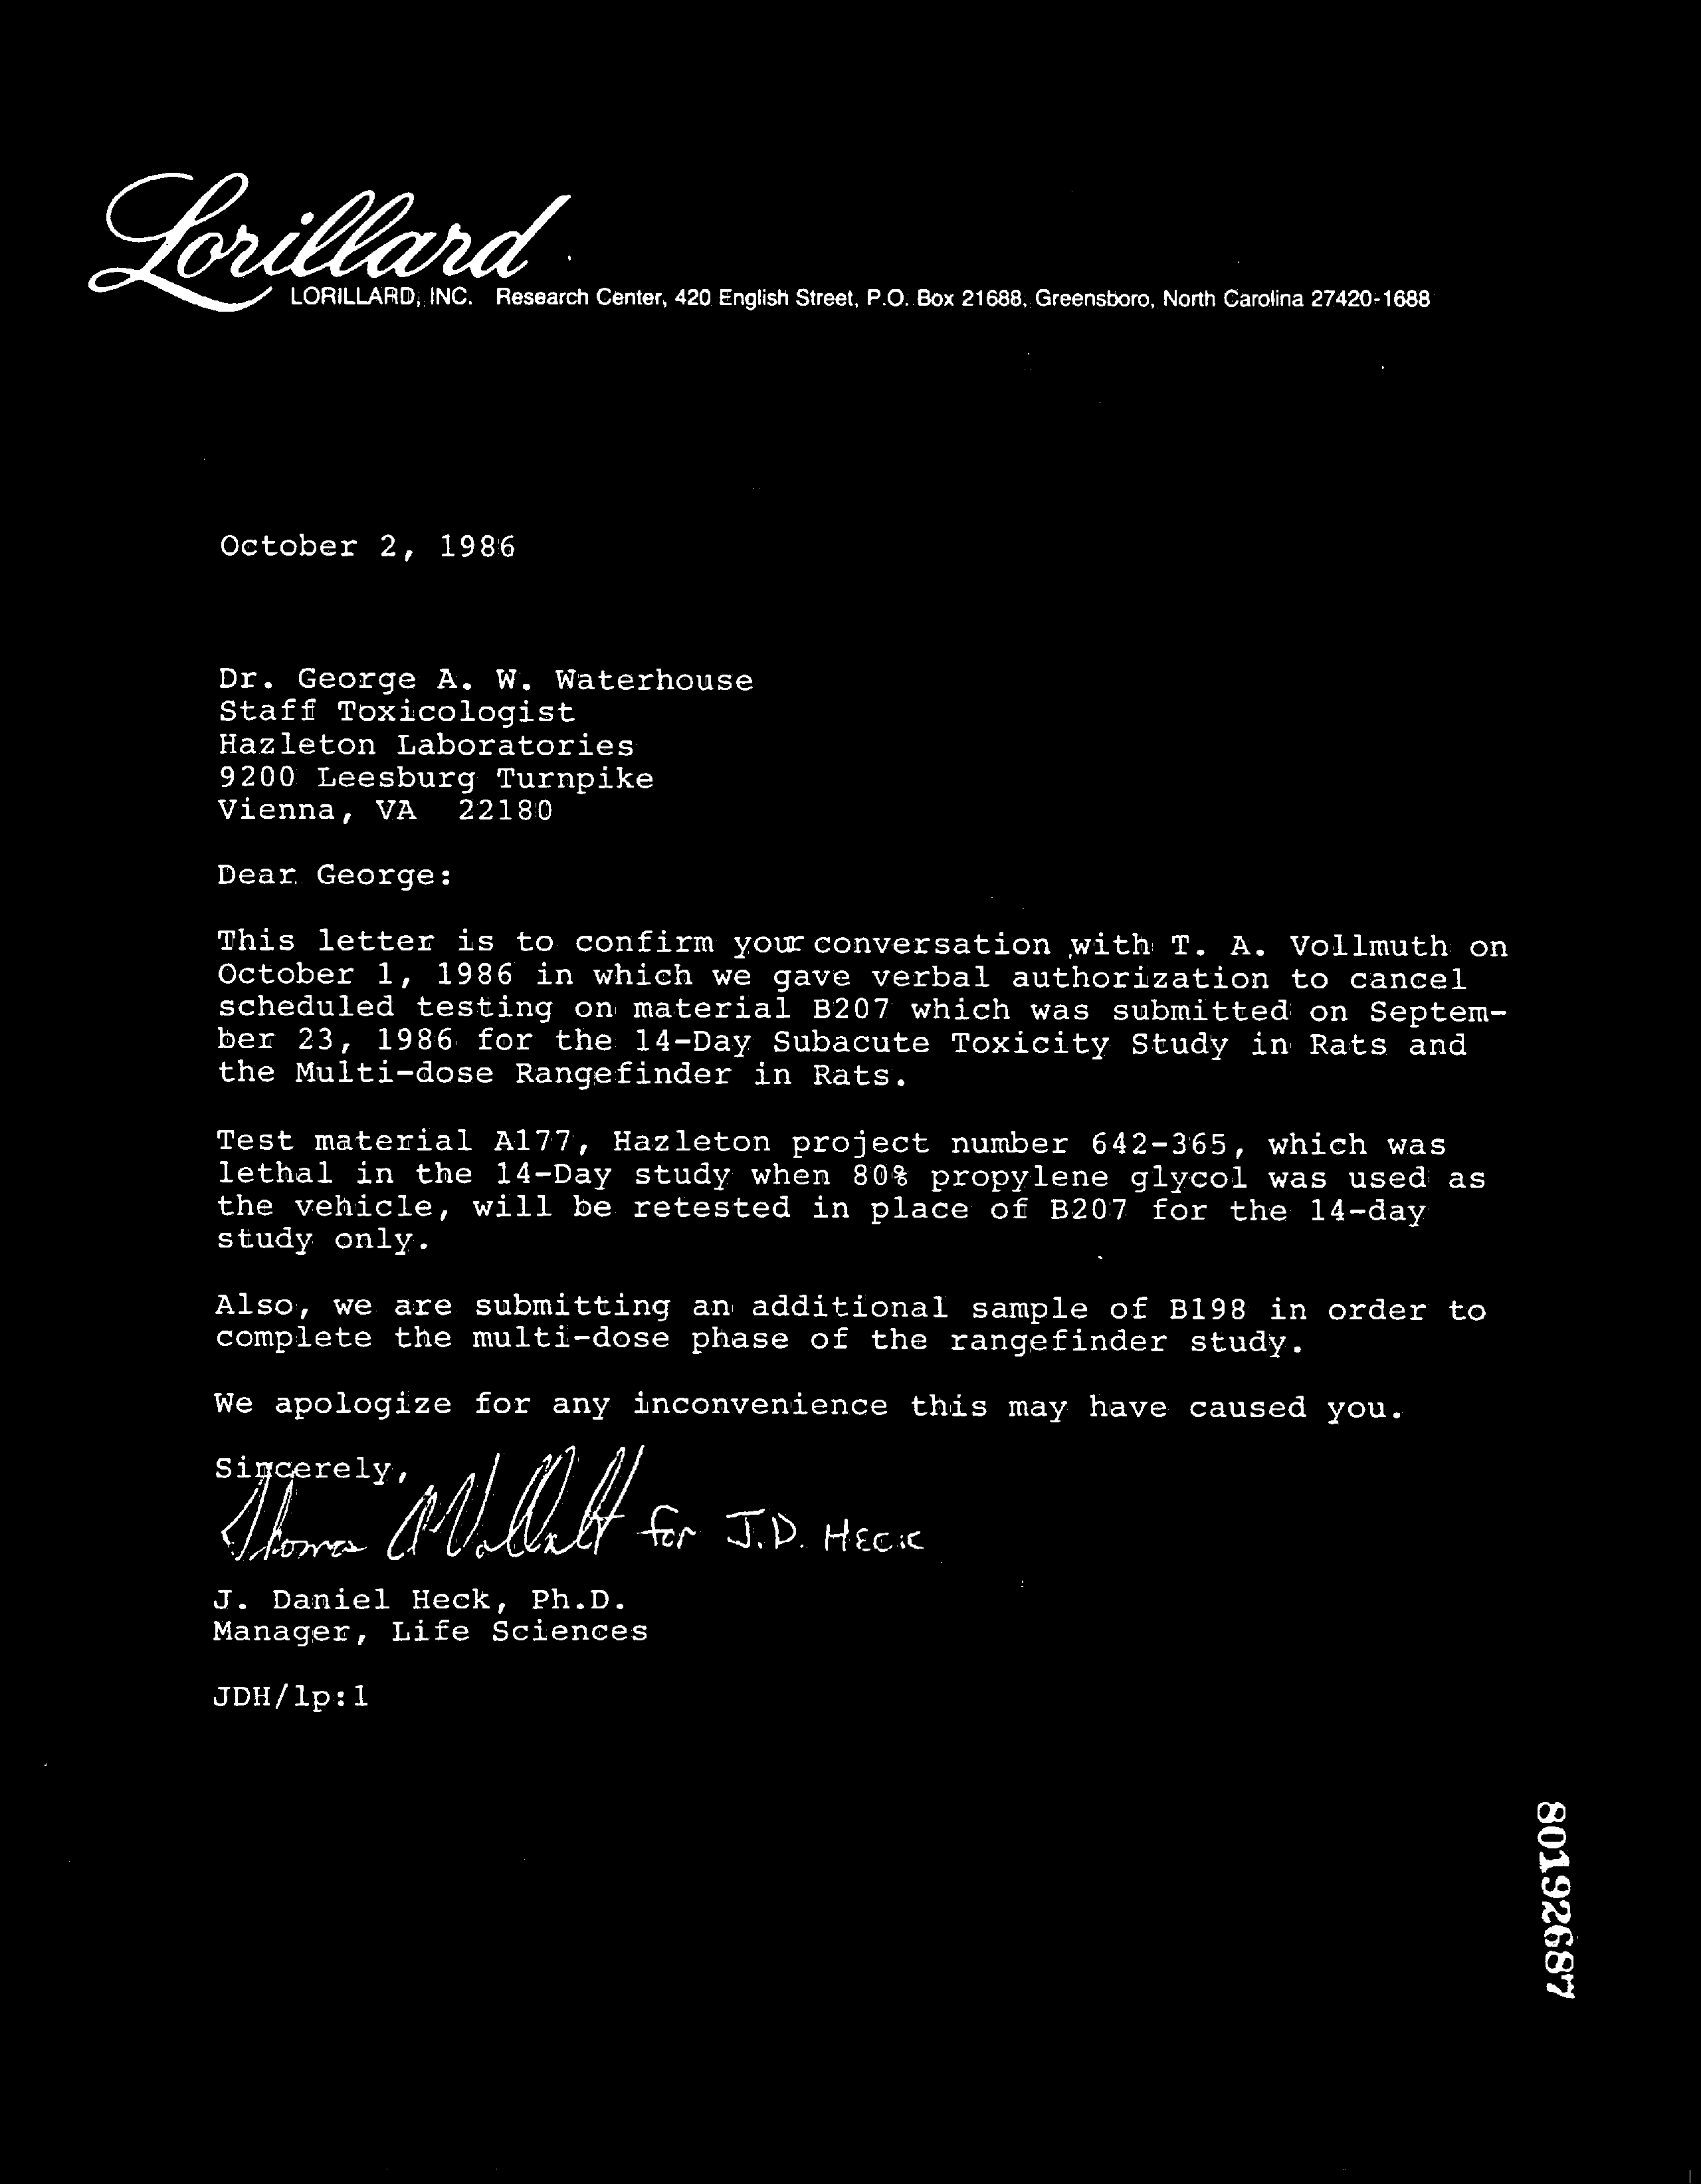 Lorillard
LORILLARD, INC. Research Center, 420 English Street, P.O. Box 21688, Greensboro, North Carolina 27420-1688
October 2, 1986
Dr. George A. W. Waterhouse
Staff Toxicologist
Hazleton Laboratories
9200 Leesburg Turnpike
Vienna, VA 22180
Dear George:
This letter is to confirm your conversation with T. A. Vollmuth on
October 1, 1986 in which we gave verbal authorization to cancel
scheduled testing on material B207 which was submitted on Septem-
ber 23, 1986 for the 14-Day Subacute Toxicity Study in Rats and
the Multi-dose Rangefinder in Rats.
Test material A177, Hazleton project number 642-365, which was
lethal in the 14-Day study when 80% propylene glycol was used as
the vehicle, will be retested in place of B207 for the 14-day
study only.
Also, we are submitting an additional sample of B198 in order to
complete the multi-dose phase of the rangefinder study.
We apologize for any inconvenience this may have caused you.
Sincerely,
Thomas for J.D. HECK
J. Daniel Heck, Ph.D.
Manager, Life Sciences
JDH/lp:1
80192687